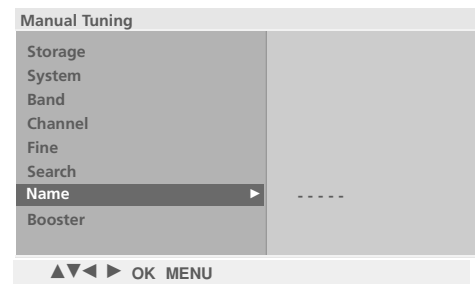 Manual Tuning
Storage
System
Band
Channel
Fine
Search
Name ► - - - - -
Booster
▲▼◄ ► OK MENU